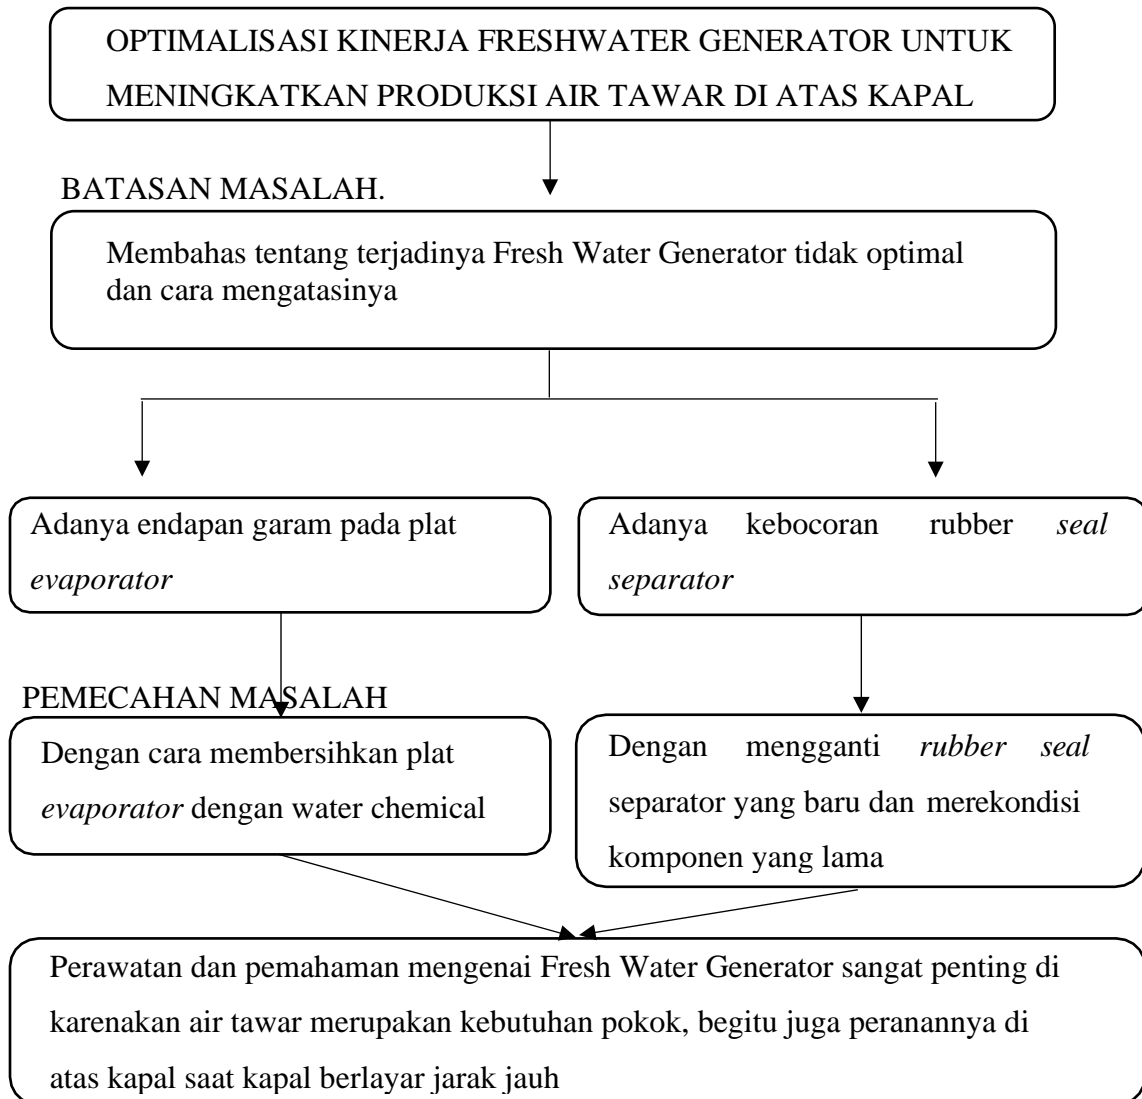 OPTIMALISASI KINERJA FRESHWATER GENERATOR UNTUK
MENINGKATKAN PRODUKSI AIR TAWAR DI ATAS KAPAL
BATASAN MASALAH.
Membahas tentang terjadinya Fresh Water Generator tidak optimal
dan cara mengatasinya
Adanya endapan garam pada plat
evaporator
Adanya kebocoran rubber seal
separator
PEMECAHAN MASALAH
Dengan cara membersihkan plat
evaporator dengan water chemical
Dengan mengganti rubber seal
separator yang baru dan merekondisi
komponen yang lama
Perawatan dan pemahaman mengenai Fresh Water Generator sangat penting di
karenakan air tawar merupakan kebutuhan pokok, begitu juga peranannya di
atas kapal saat kapal berlayar jarak jauh